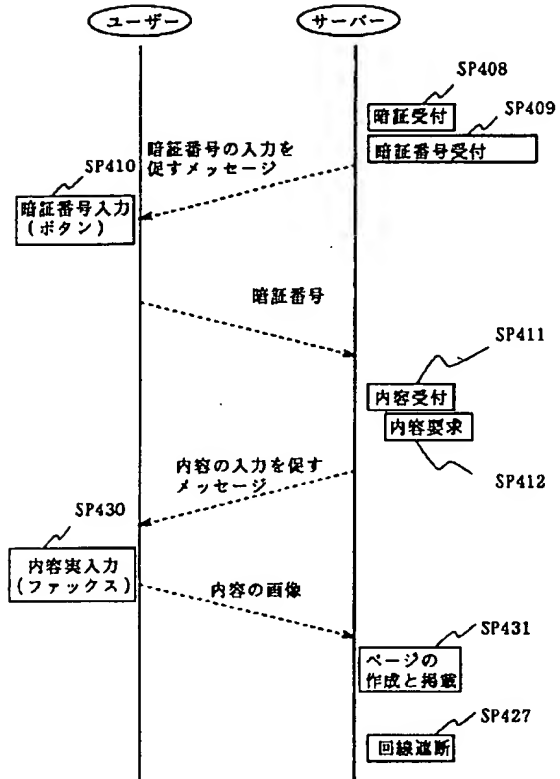 ユーザー
サーバー
SP408
暗証受付
SP409
暗証番号受付
暗証番号の入力を
促すメッセージ
SP410
暗証番号入力
(ボタン)
暗証番号
SP411
内容受付
内容要求
SP412
内容の入力を促す
メッセージ
SP430
内容実入力
(ファックス)
内容の画像
SP431
ページの
作成と掲載
SP427
回線遮断